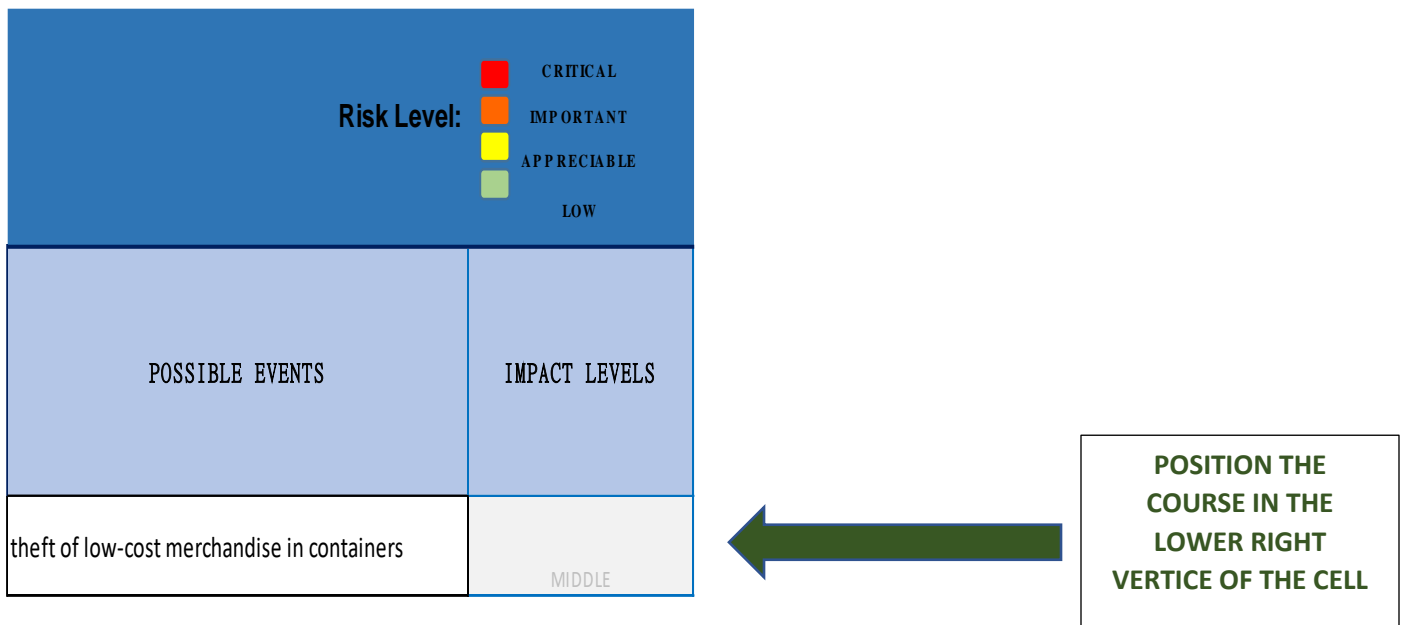 CRITICAL
Risk Level:
IMPORTANT
APPRECIABLE
LOW
POSSIBLE EVENTS
IMPACT LEVELS
theft of low-cost merchandise in containers
MIDDLE
POSITION THE
COURSE IN THE
LOWER RIGHT
VERTICE OF THE CELL